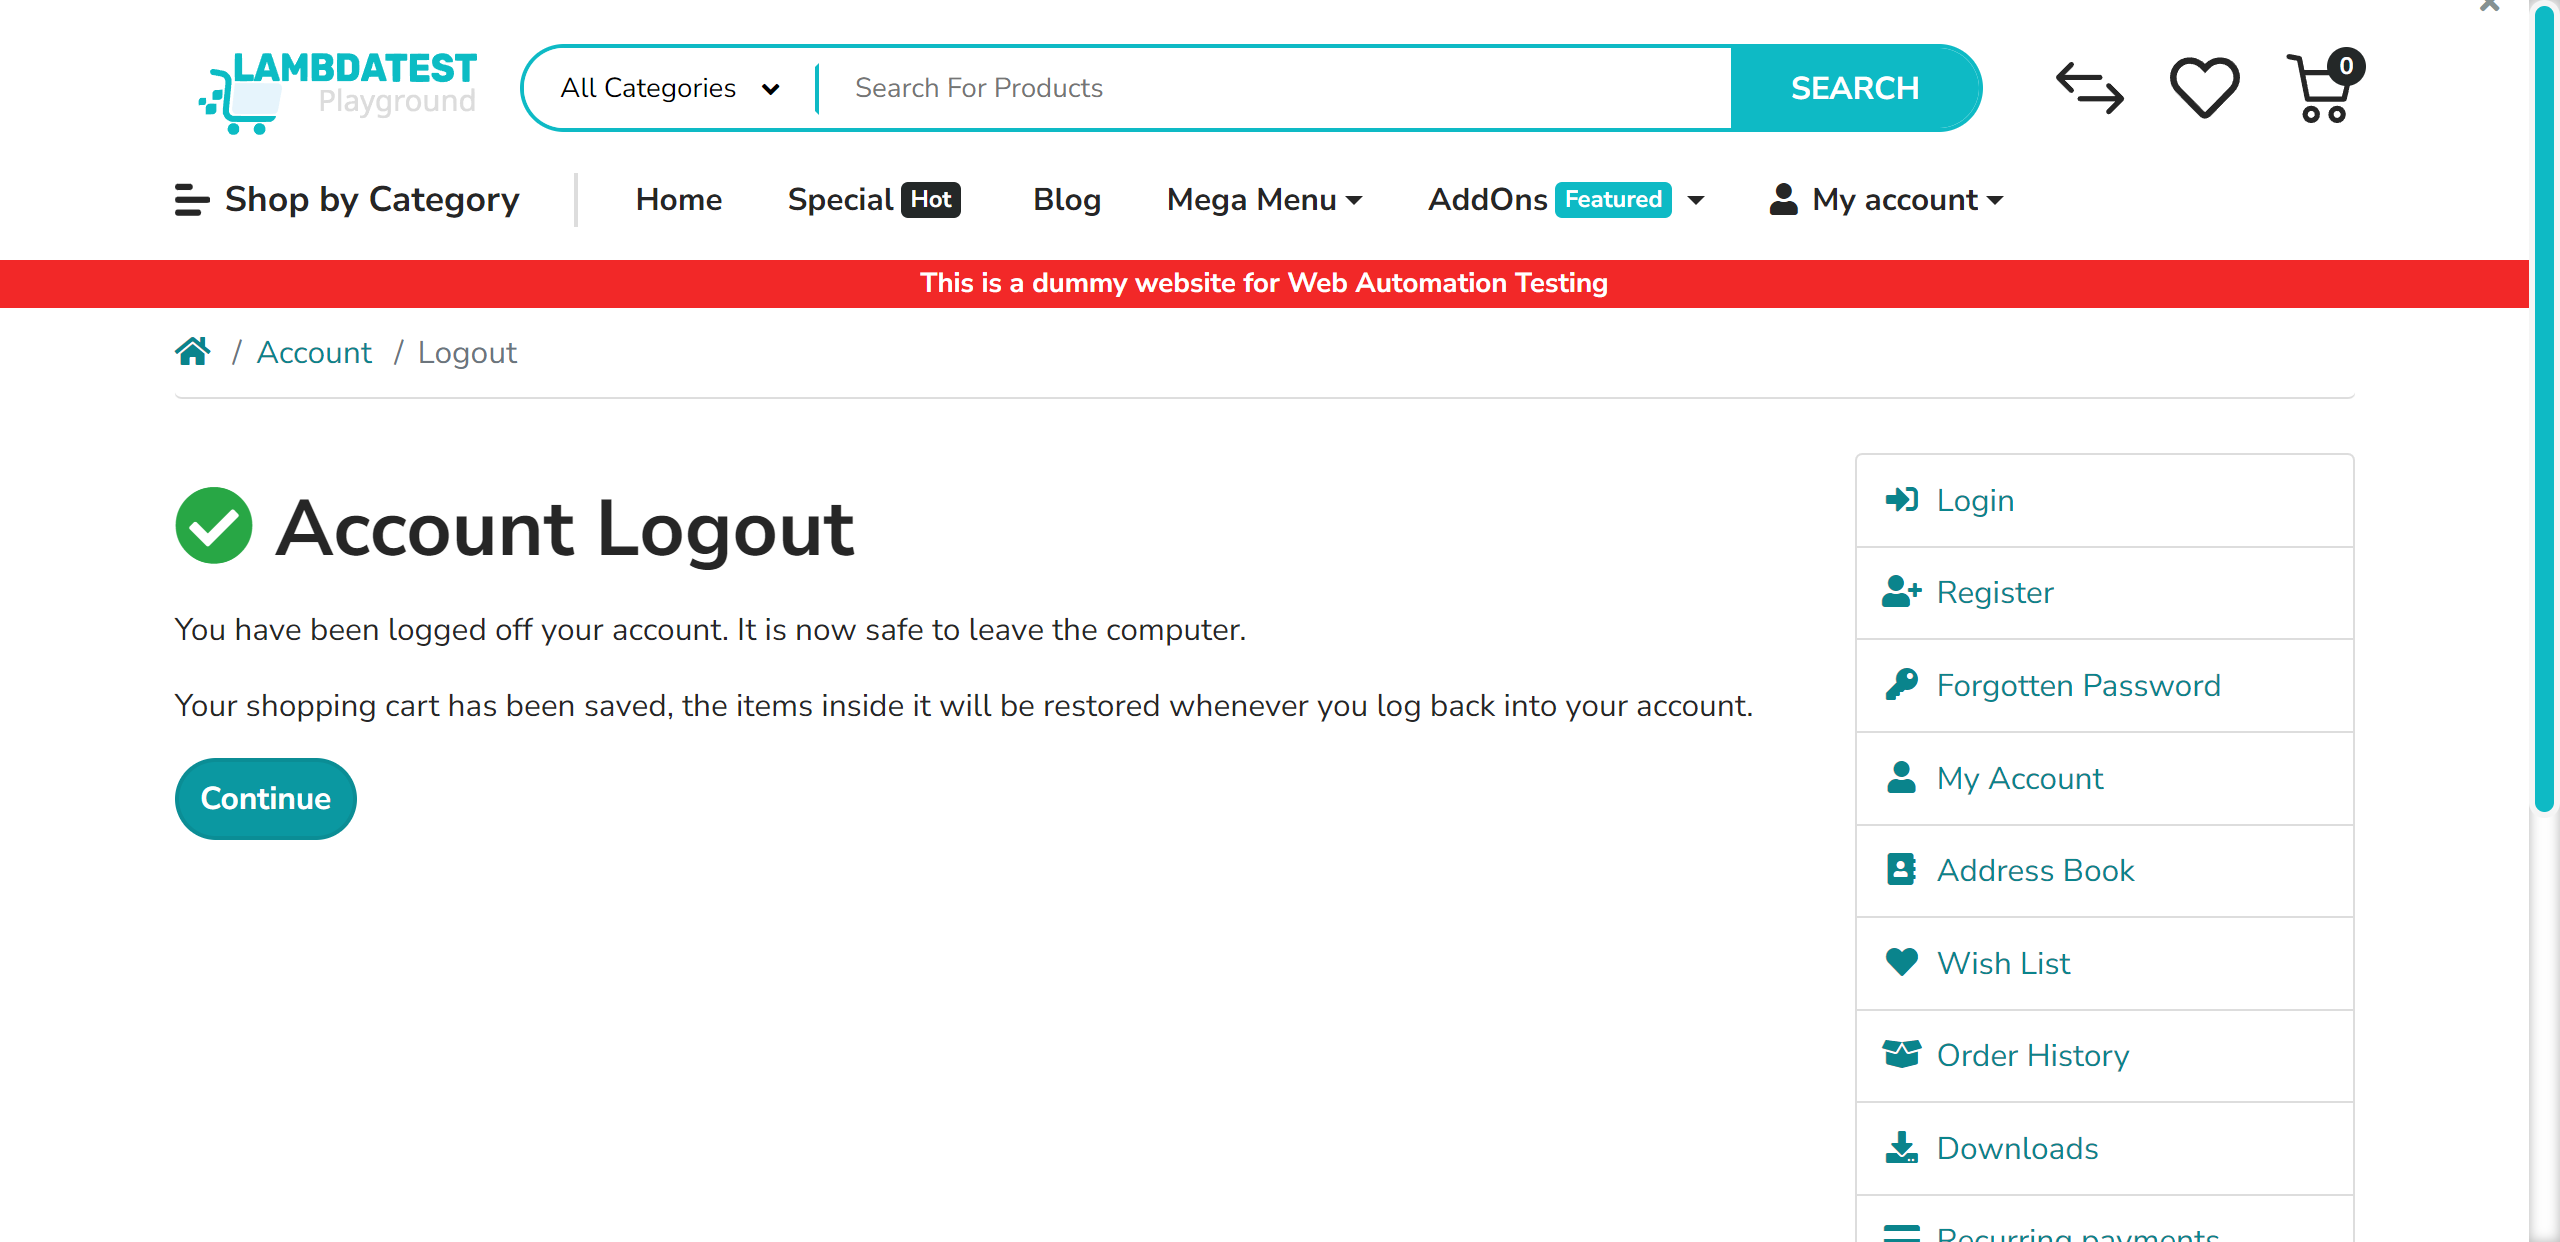 LAMBDATEST
Playground
All Categories
Search For Products
SEARCH
0
Shop by Category
Home
Special Hot
Blog
Mega Menu
AddOns Featured
My account
This is a dummy website for Web Automation Testing
/ Account / Logout
Account Logout
You have been logged off your account. It is now safe to leave the computer.
Your shopping cart has been saved, the items inside it will be restored whenever you log back into your account.
Continue
Login
Register
Forgotten Password
My Account
Address Book
Wish List
Order History
Downloads
Recurring payments